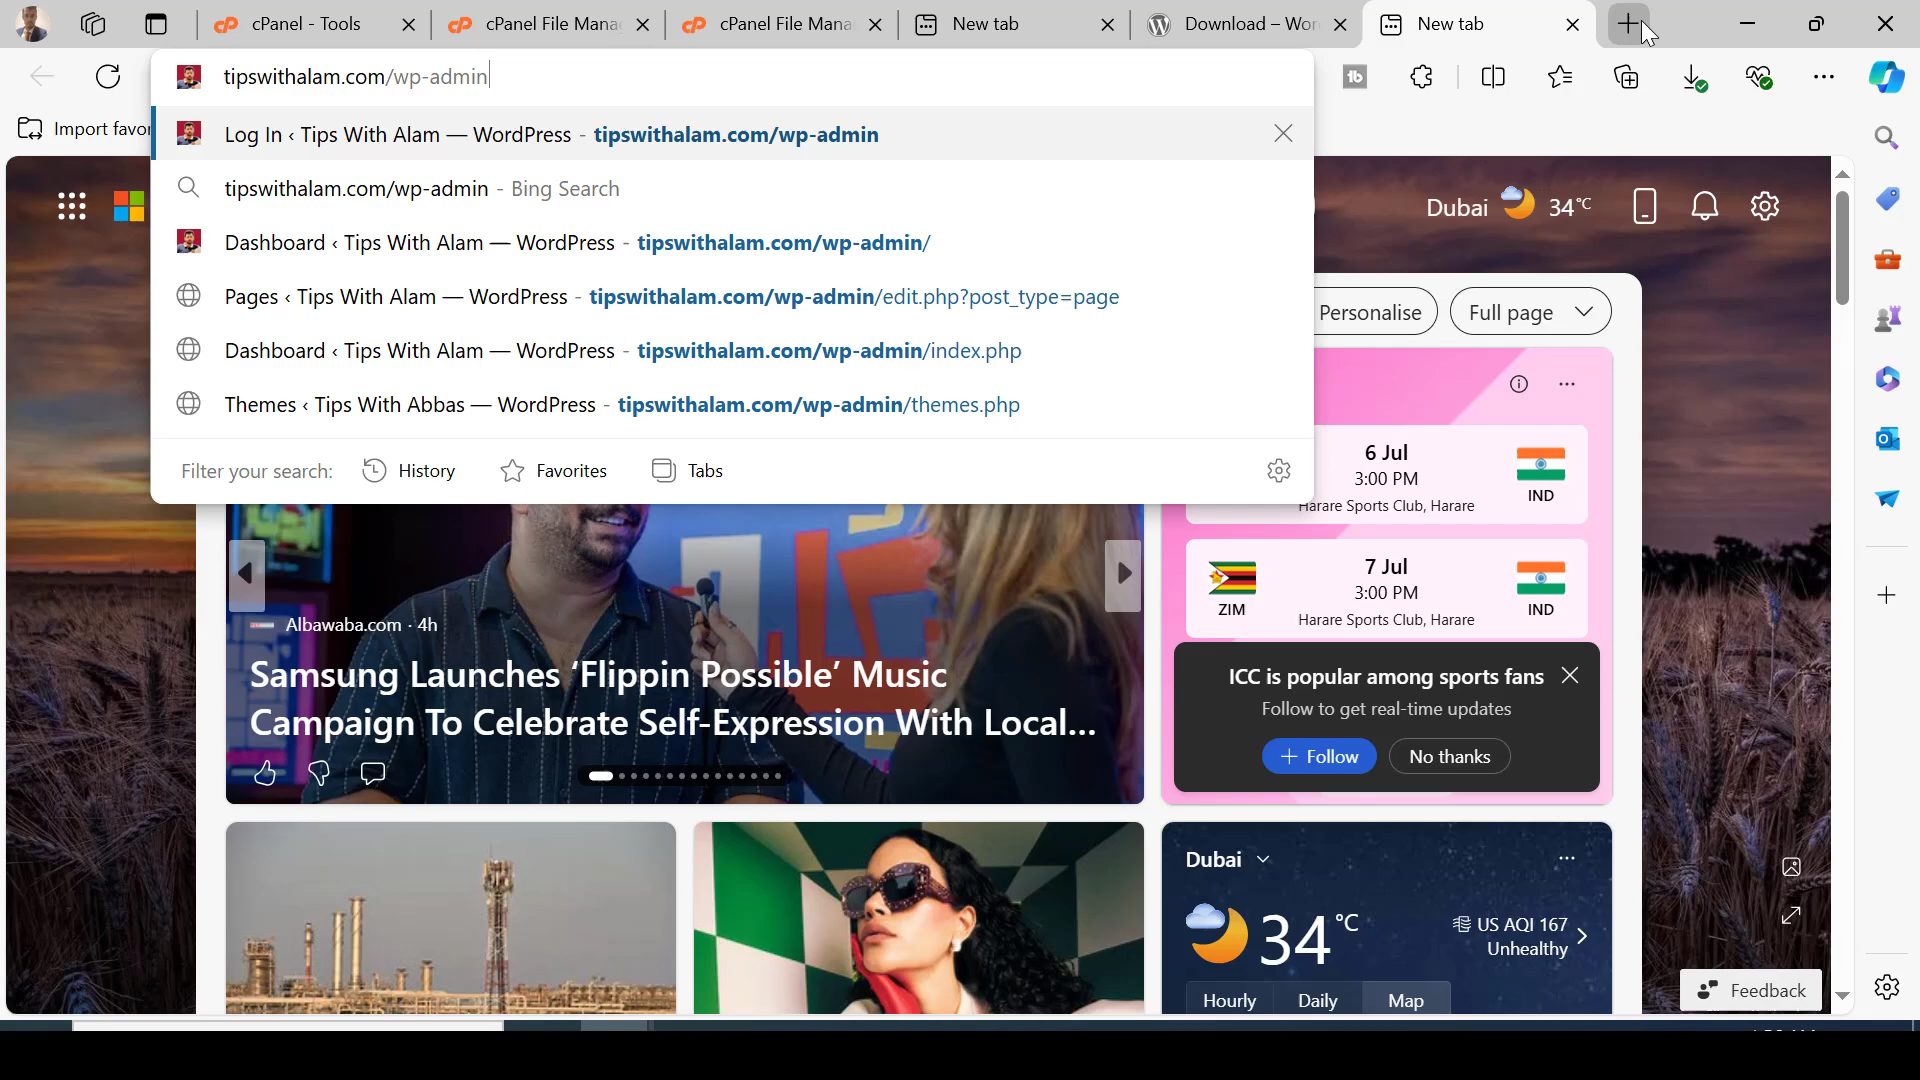 cPanel - Tools
cPanel File Mana
cPanel File Mana
New tab
Download – Wor
New tab
tipswithalam.com/wp-admin
Import favor
Log In ‹ Tips With Alam — WordPress - tipswithalam.com/wp-admin
tipswithalam.com/wp-admin - Bing Search
Dashboard ‹ Tips With Alam — WordPress - tipswithalam.com/wp-admin/
Pages ‹ Tips With Alam — WordPress - tipswithalam.com/wp-admin/edit.php?post_type=page
Dashboard ‹ Tips With Alam — WordPress - tipswithalam.com/wp-admin/index.php
Themes ‹ Tips With Abbas — WordPress - tipswithalam.com/wp-admin/themes.php
Filter your search: History Favorites Tabs
Dubai 34°C
Personalise
Full page
6 Jul
3:00 PM
IND
Harare Sports Club, Harare
7 Jul
3:00 PM
ZIM
IND
Harare Sports Club, Harare
ICC is popular among sports fans
Follow to get real-time updates
Follow
No thanks
Albawaba.com · 4h
Samsung Launches ‘Flippin Possible’ Music
Campaign To Celebrate Self-Expression With Local...
Dubai
34°C
US AQI 167
Unhealthy
Hourly
Daily
Map
Feedback